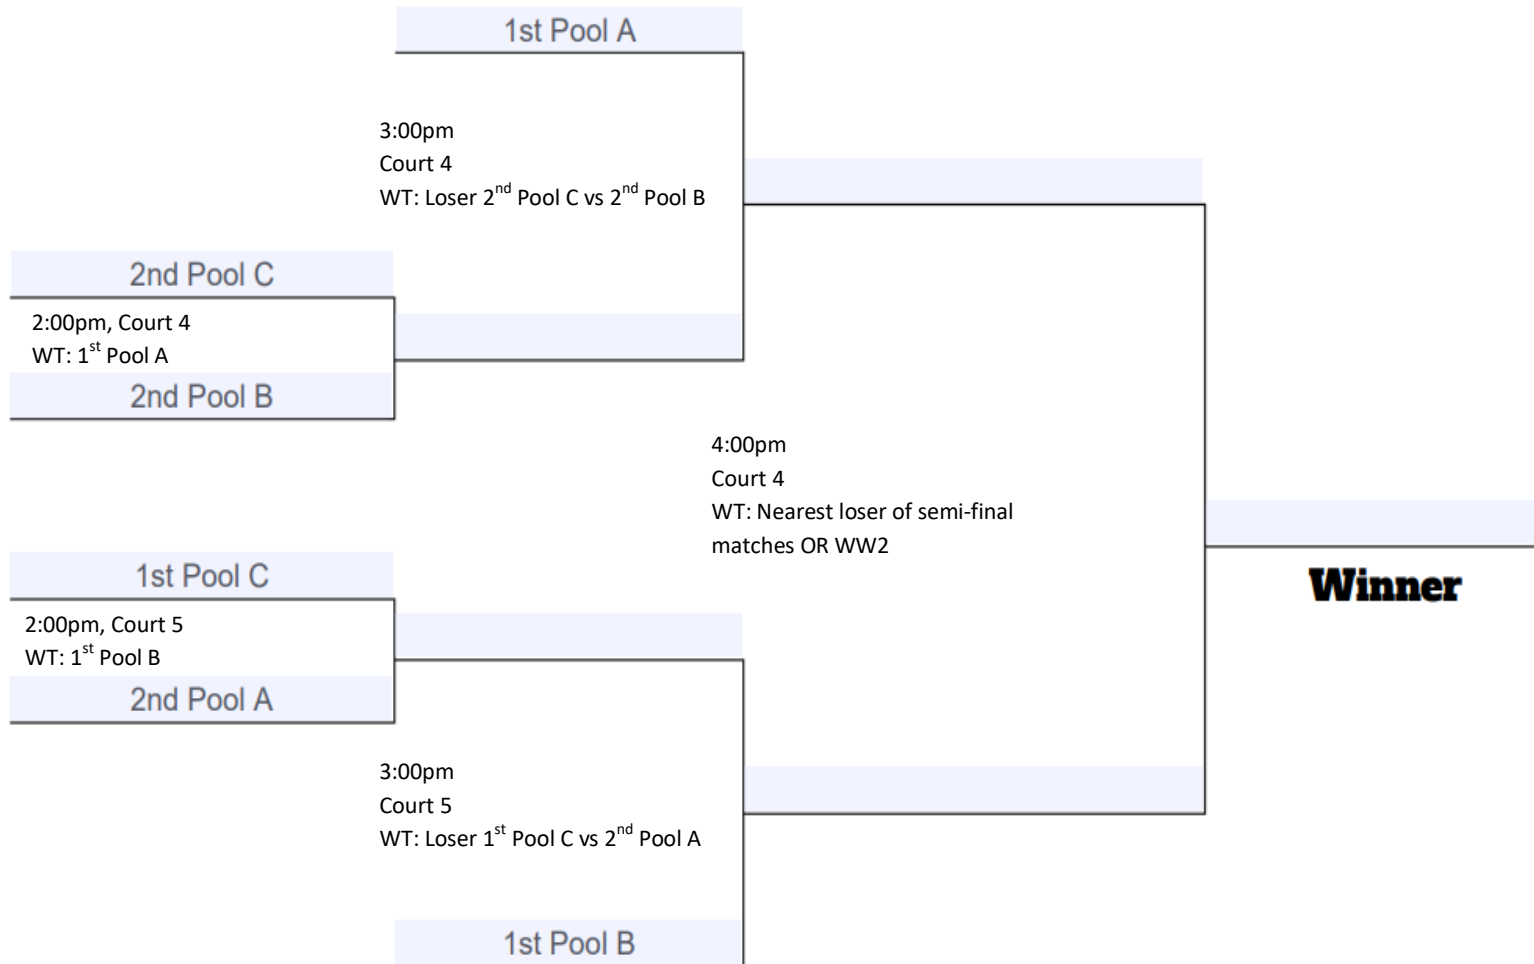 1st Pool A
3:00pm
Court 4
WT: Loser 2nd Pool C vs 2nd Pool B
2nd Pool C
2:00pm, Court 4
WT: 1st Pool A
2nd Pool B
4:00pm
Court 4
WT: Nearest loser of semi-final
matches OR WW2
Winner
1st Pool C
2:00pm, Court 5
WT: 1st Pool B
2nd Pool A
3:00pm
Court 5
WT: Loser 1st Pool C vs 2nd Pool A
1st Pool B